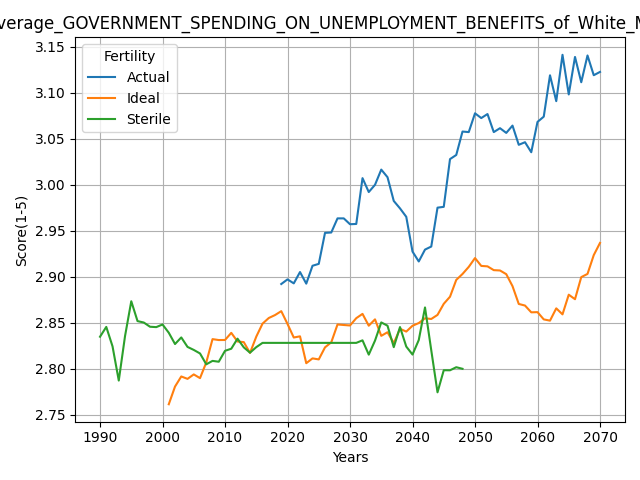 verage_GOVERNMENT_SPENDING_ON_UNEMPLOYMENT_BENEFITS_of_White_M
3.15
3.10
3.05
3.00
2.95
2.90
2.85
2.80
2.75
Score(1-5)
Fertility
Actual
Ideal
Sterile
1990 2000 2010 2020 2030 2040 2050 2060 2070
Years